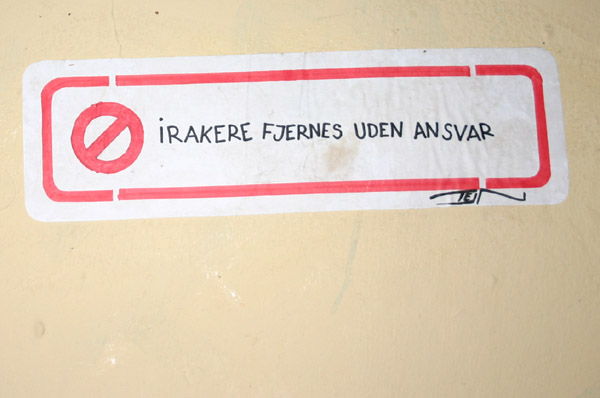 iRAKERE FJERNES UDEN ANSVAR